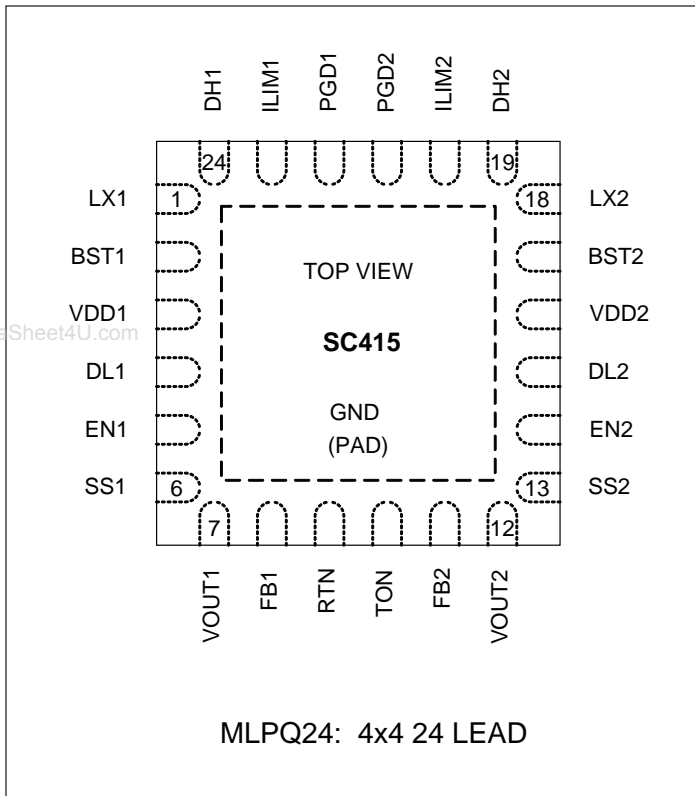 DH1 ILIM1 PGD1 PGD2 ILIM2 DH2
24 19
LX1 1 18 LX2
BST1 BST2
TOP VIEW
VDD1 VDD2
eSheet4U.com
SC415
DL1 DL2
GND
EN1 EN2
(PAD)
SS1 6 13 SS2
7 12
VOUT1 FB1 RTN TON FB2 VOUT2
MLPQ24: 4x4 24 LEAD